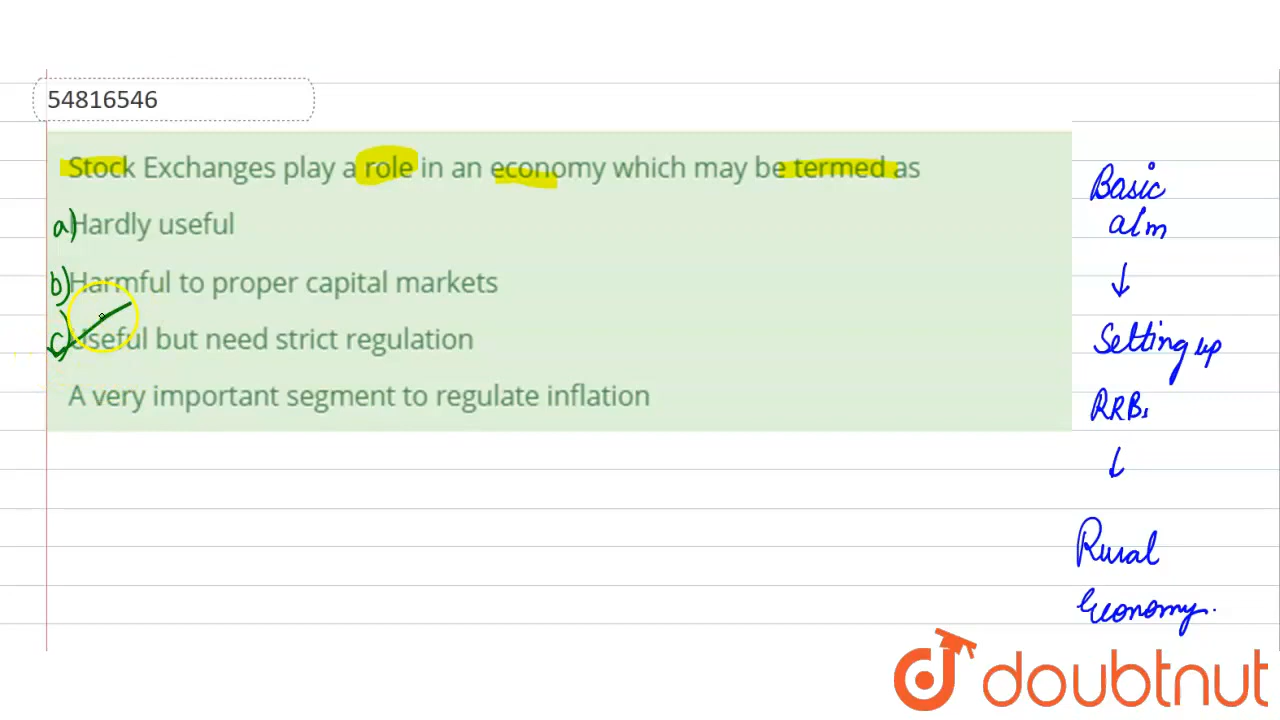 54816546
Stock Exchanges play a role in an economy which may be termed as
a) Hardly useful
b) Harmful to proper capital markets
c) Useful but need strict regulation
A very important segment to regulate inflation
Basic
aim
↓
Setting up
RRBs
↓
Rural
Economy.
doubtnut